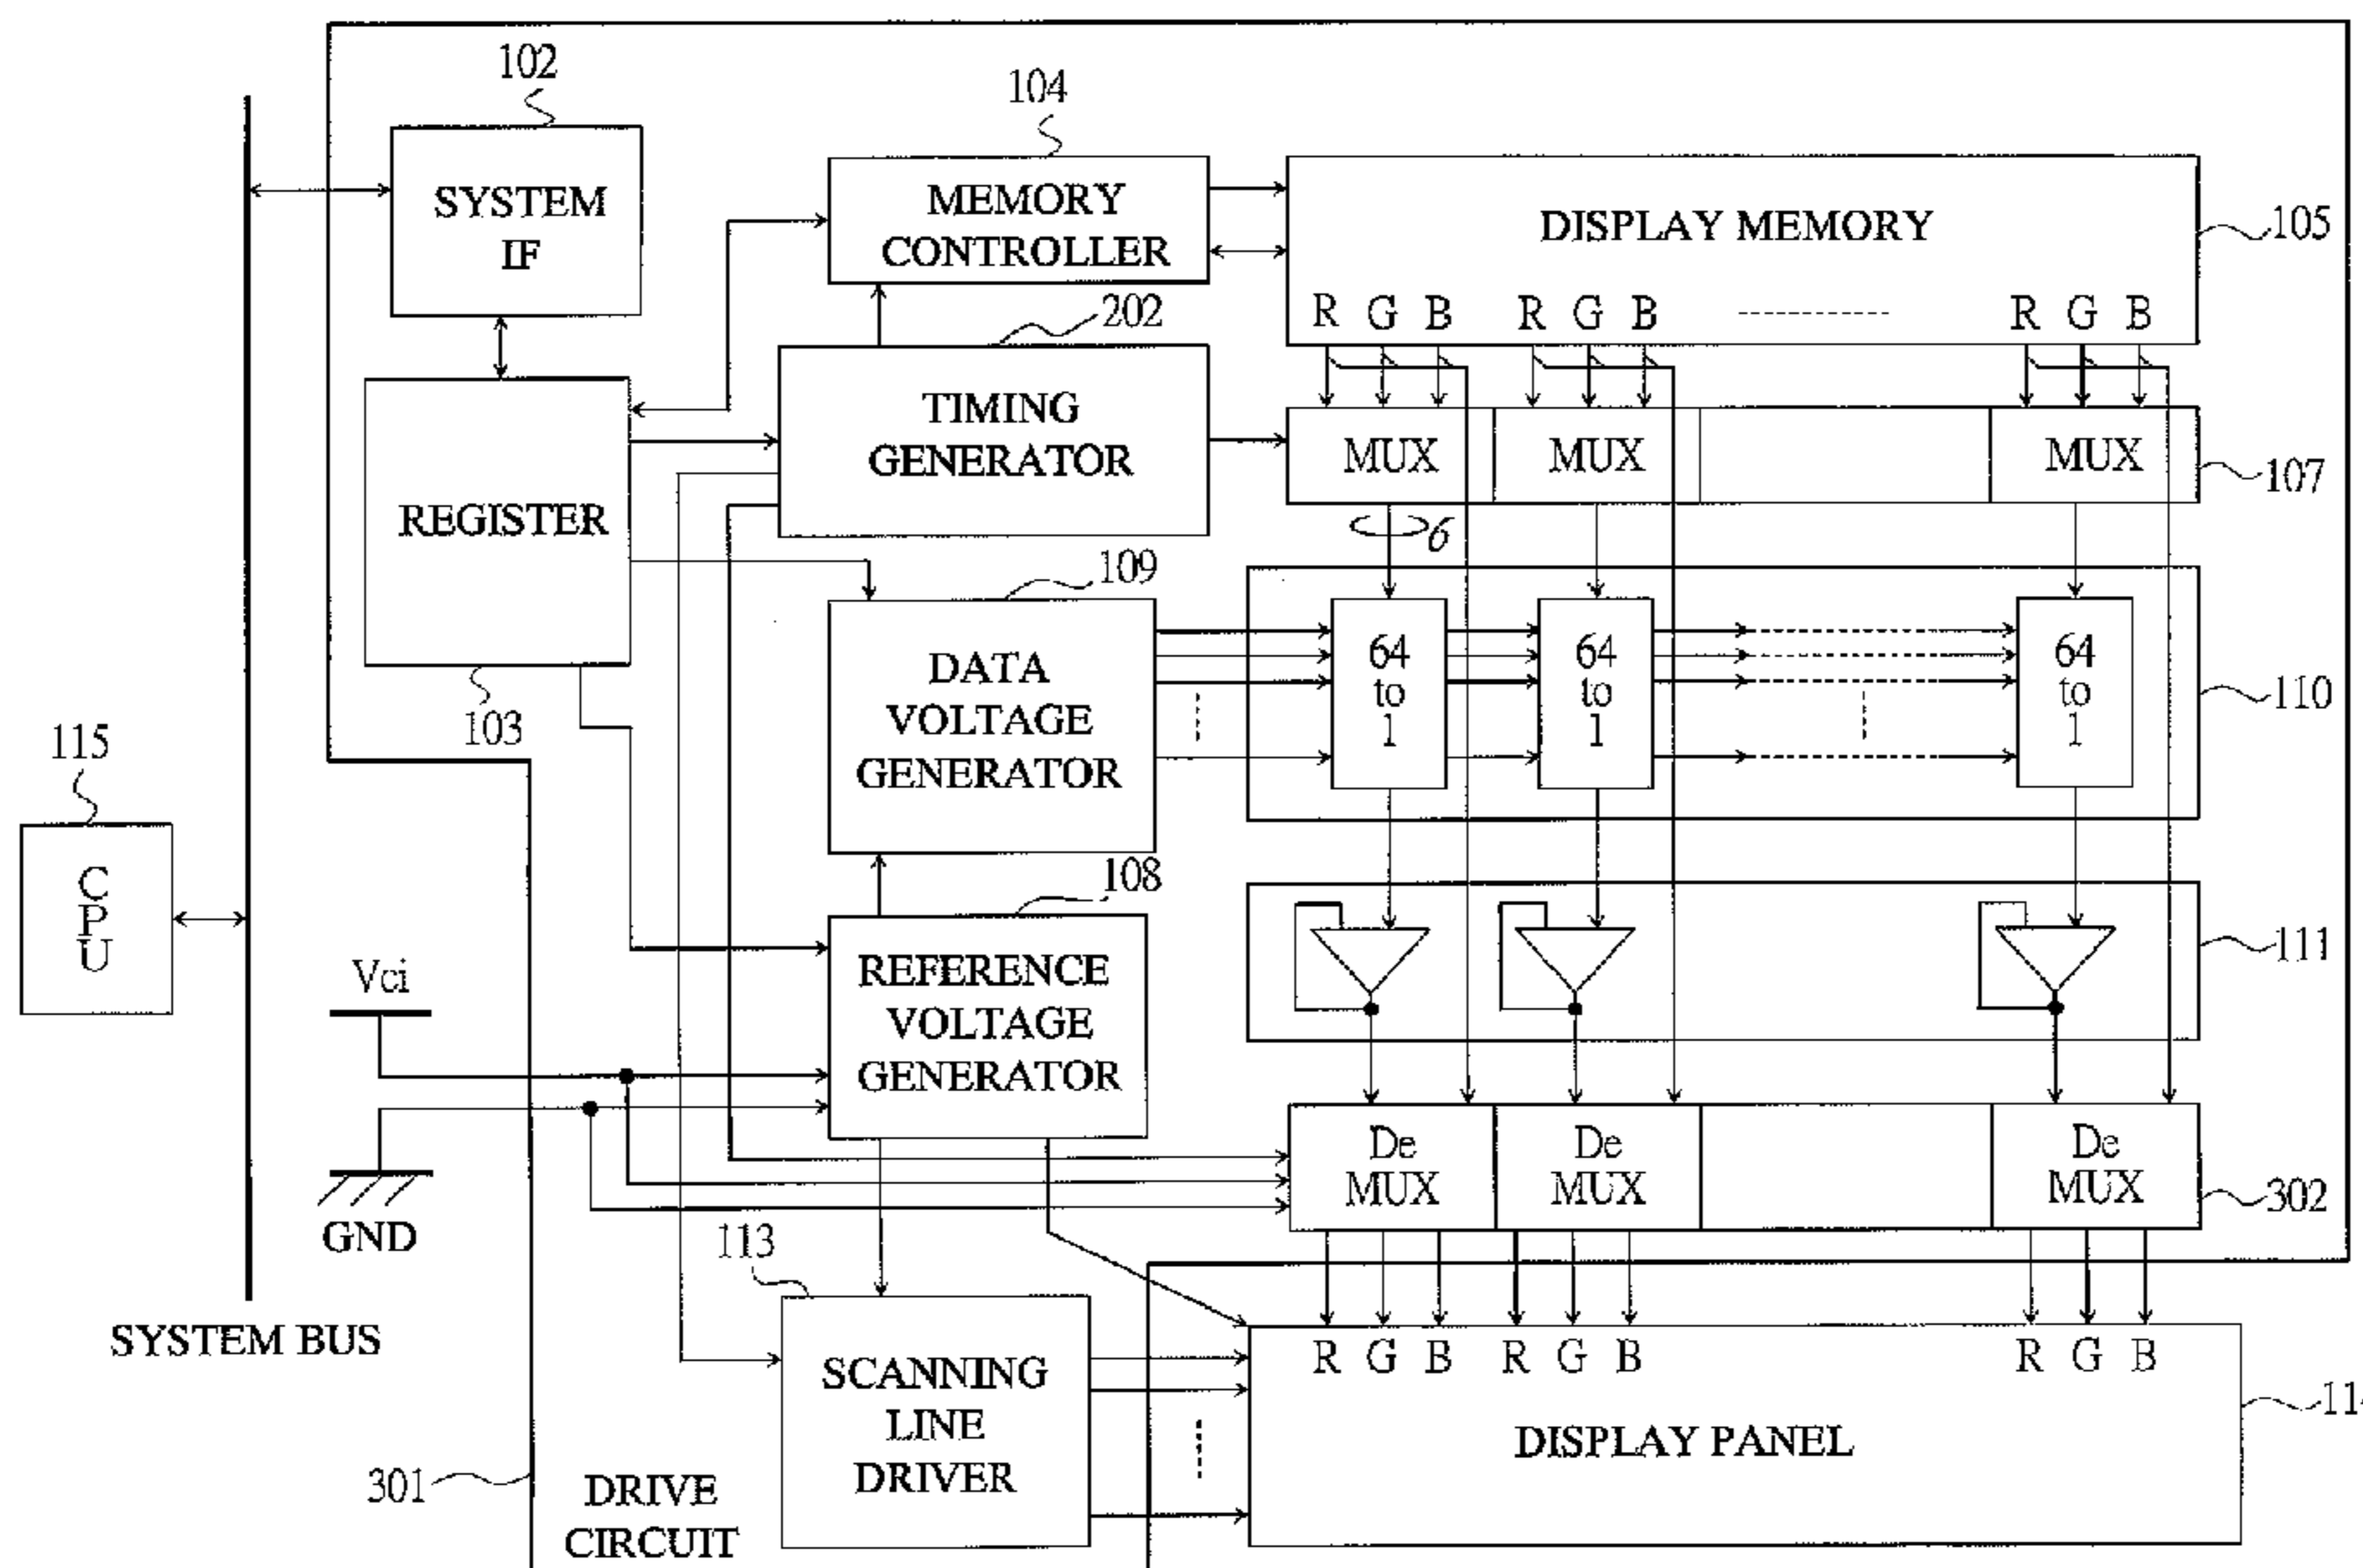 102
104
SYSTEM
IF
MEMORY
CONTROLLER
DISPLAY MEMORY
105
R G B R G B R G B
202
TIMING
GENERATOR
MUX MUX MUX
107
REGISTER
6
103
109
DATA
VOLTAGE
GENERATOR
64
to
1
64
to
1
64
to
1
110
115
C
P
U
108
REFERENCE
VOLTAGE
GENERATOR
111
Vci
GND
De
MUX
De
MUX
De
MUX
302
113
SYSTEM BUS
SCANNING
LINE
DRIVER
R G B R G B R G B
DISPLAY PANEL
301
DRIVE
CIRCUIT